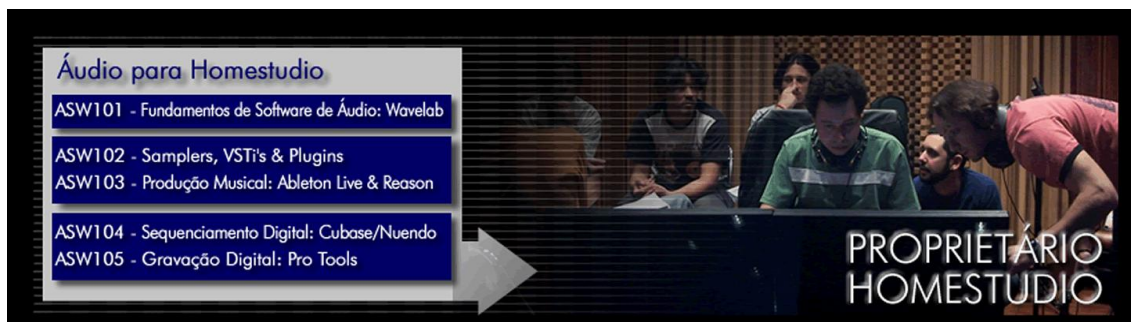 Áudio para Homestudio
ASW101 - Fundamentos de Software de Áudio: Wavelab
ASW102 - Samplers, VSTi's & Plugins
ASW103 - Produção Musical: Ableton Live & Reason
ASW104 - Sequenciamento Digital: Cubase/Nuendo
ASW105 - Gravação Digital: Pro Tools
PROPRIETÁRIO
HOMESTUDIO